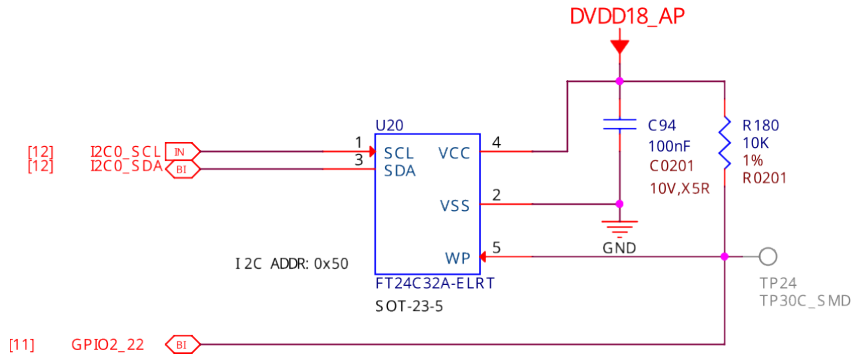 DVDD18_AP
U20
[12] I2C0_SCL IN 1 SCL VCC 4
[12] I2C0_SDA BI 3 SDA
C94
100nF
C0201
10V,X5R
R180
10K
1%
R0201
VSS 2
GND
WP 5
I2C ADDR: 0x50
FT24C32A-ELRT
SOT-23-5
TP24
TP30C_SMD
[11] GPIO2_22 BI